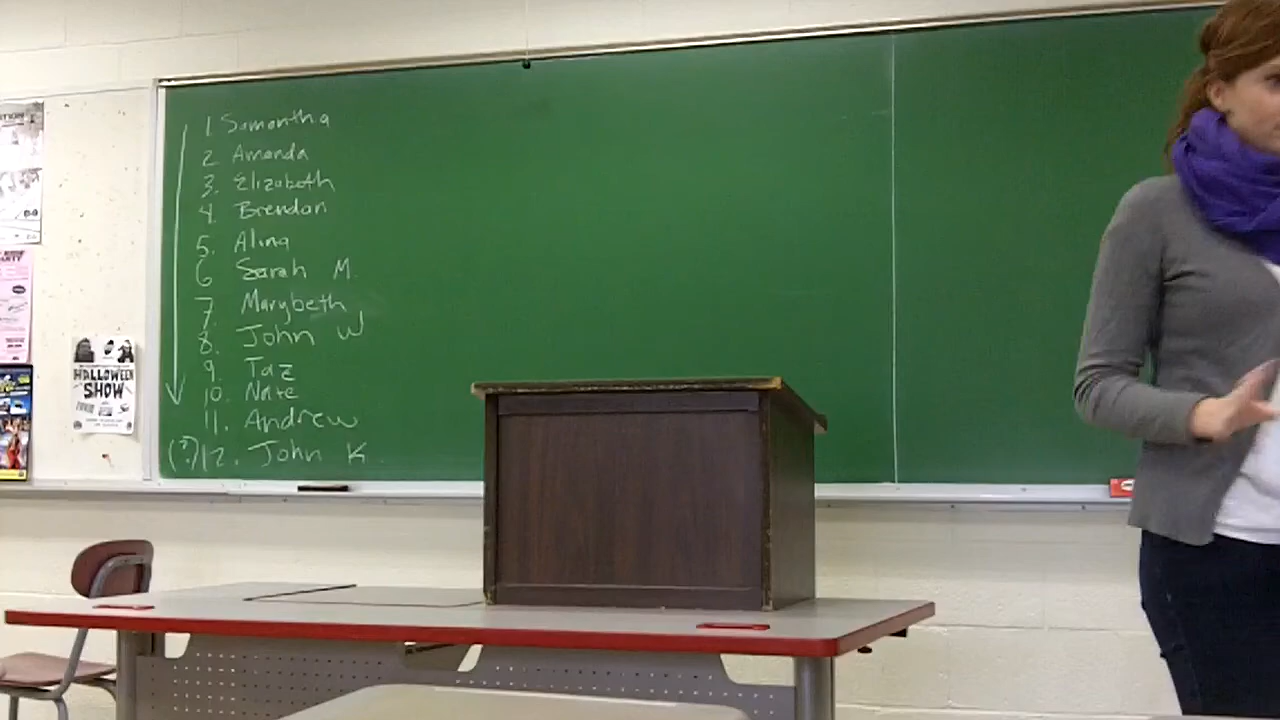 1 Samantha
2 Amanda
3. Elizabeth
4. Brendan
5. Alina
6 Sarah M.
7. Marybeth
8. John W
9. Taz
10. Nate
11. Andrew
(?)12. John K
HALLOWEEN
SHOW